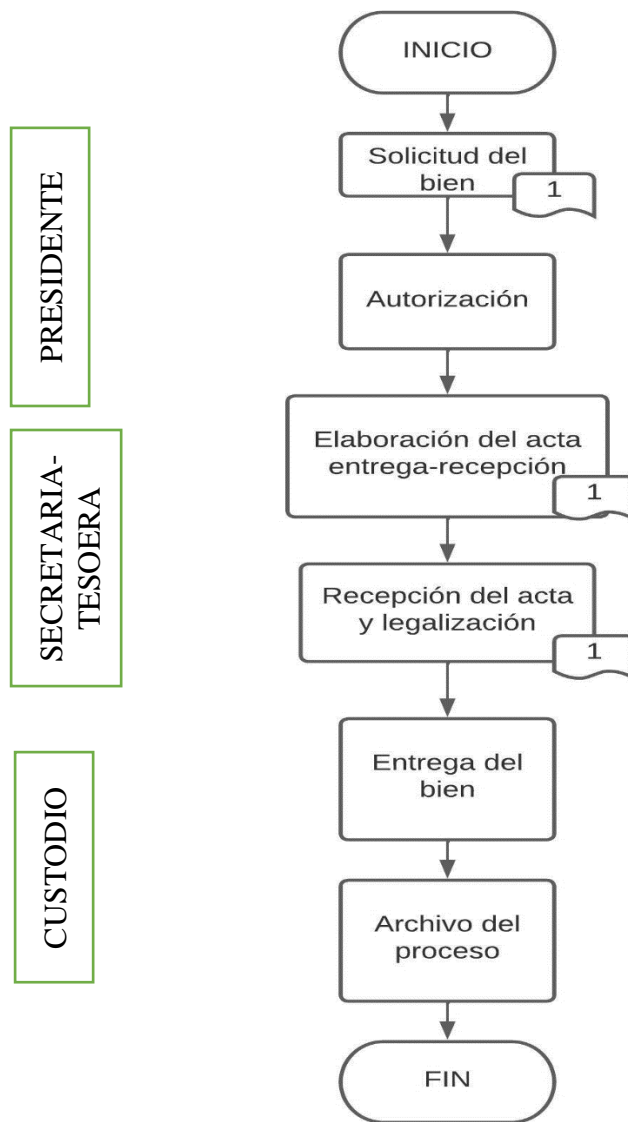 INICIO
PRESIDENTE
Solicitud del
bien
1
Autorización
Elaboración del acta
entrega-recepción
1
SECRETARIA-
TESOERA
Recepción del acta
y legalización
1
Entrega del
bien
CUSTODIO
Archivo del
proceso
FIN